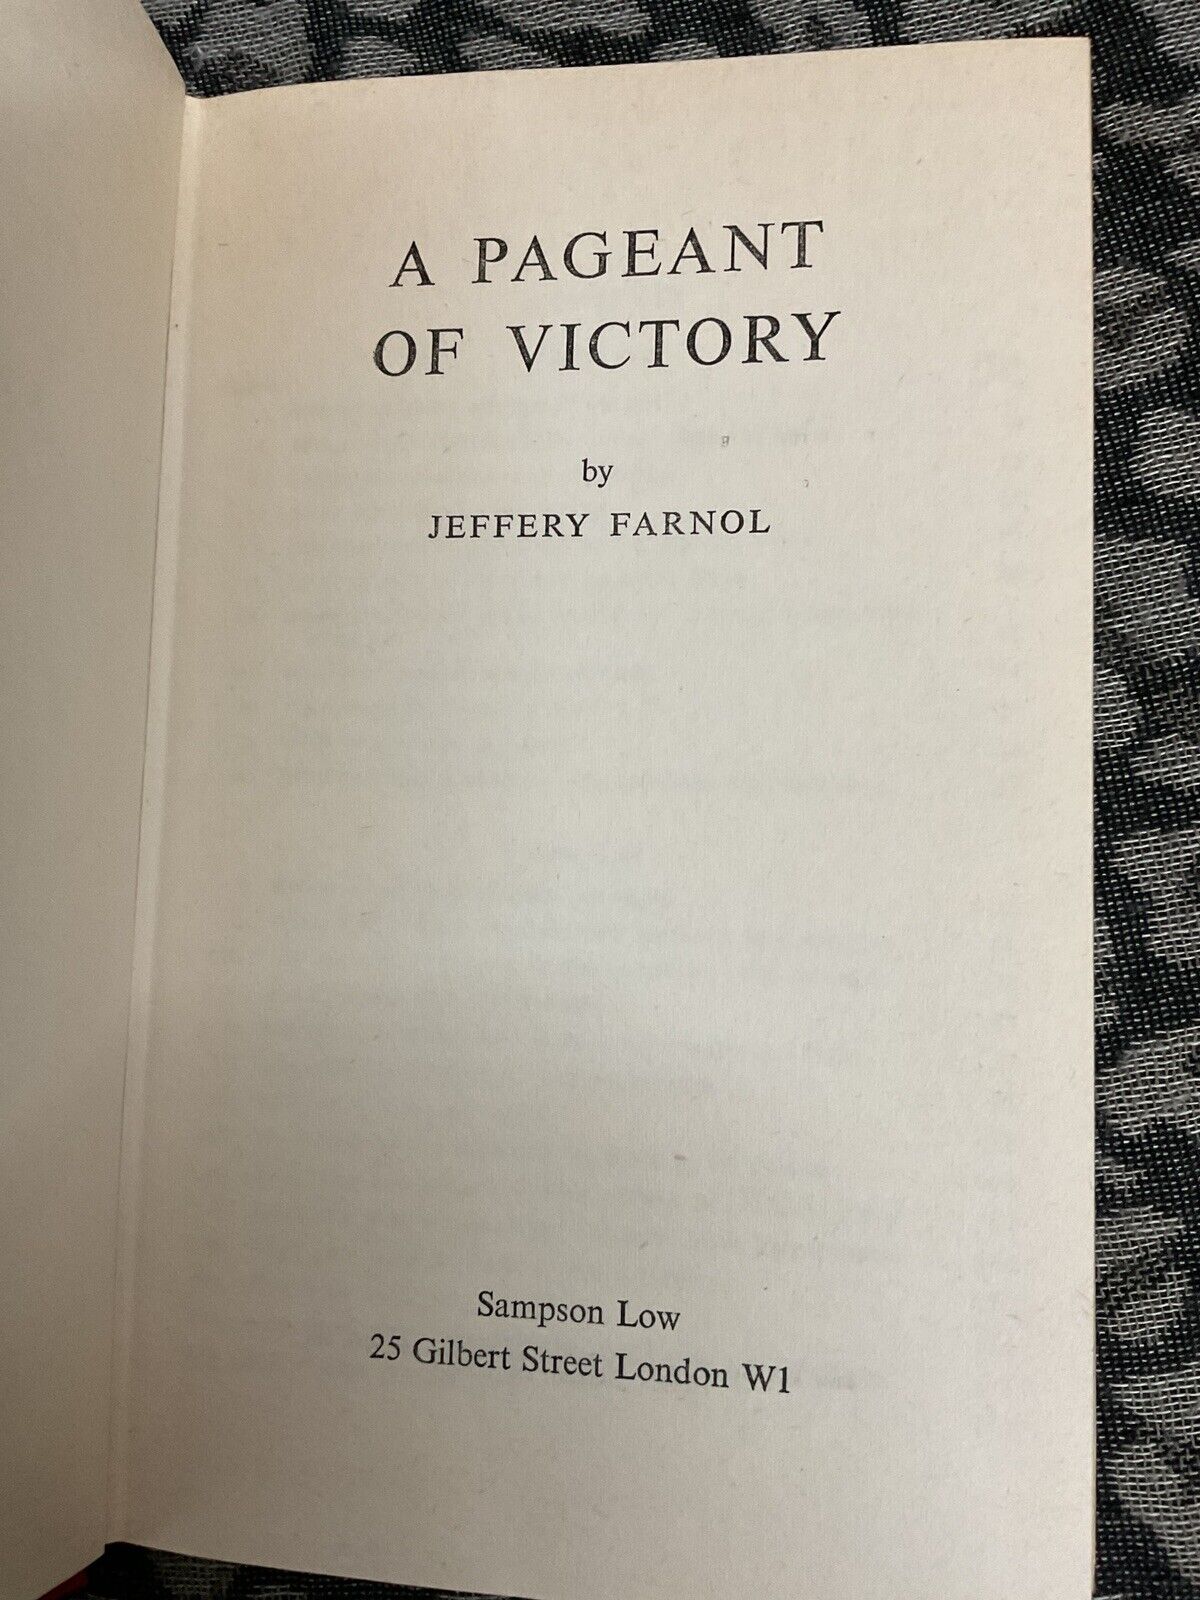 A PAGEANT
OF VICTORY
by
JEFFERY FARNOL
Sampson Low
25 Gilbert Street London W1